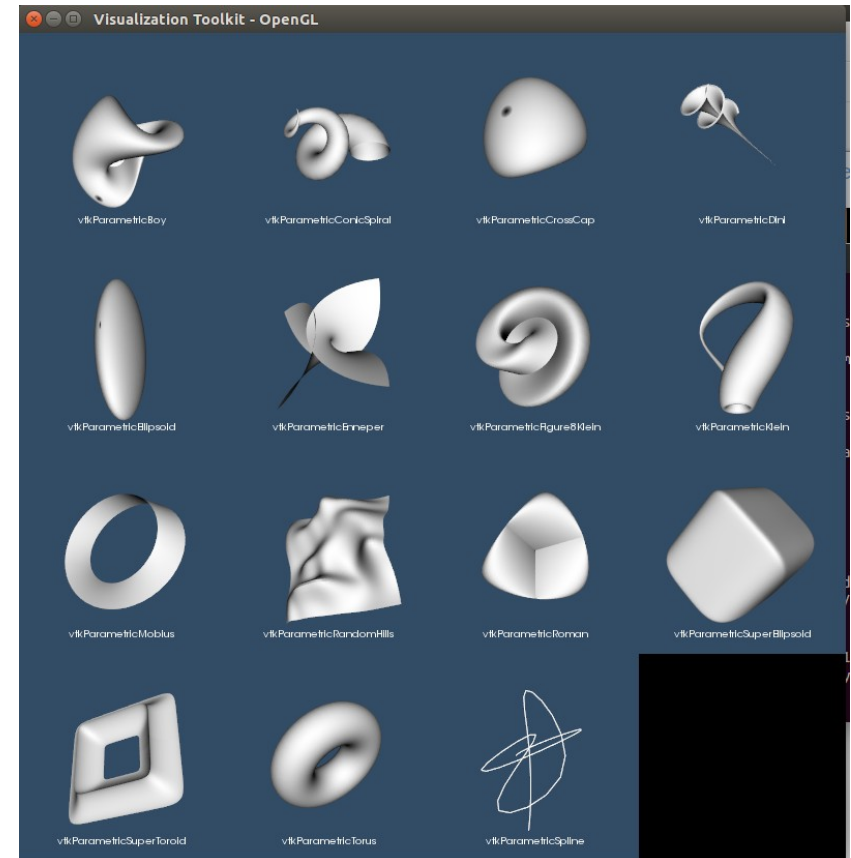 Visualization Toolkit - OpenGL
vtkParametricBoy
vtkParametricConicSpiral
vtkParametricCrossCap
vtkParametricDini
vtkParametricEllipsoid
vtkParametricEnneper
vtkParametricFigure8Klein
vtkParametricKlein
vtkParametricMobius
vtkParametricRandomHills
vtkParametricRoman
vtkParametricSuperEllipsoid
vtkParametricSuperToroid
vtkParametricTorus
vtkParametricSpline